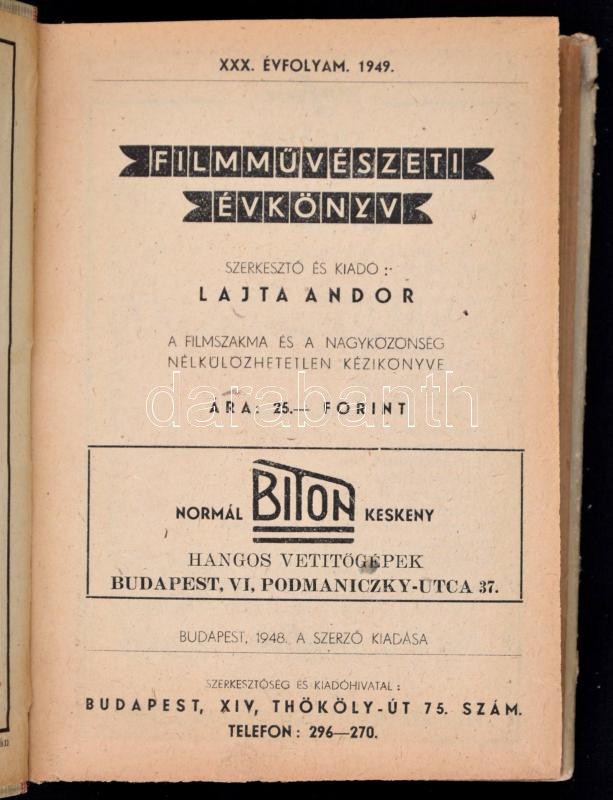 XXX. ÉVFOLYAM. 1949.
FILMMŰVÉSZETI
ÉVKÖNYV
SZERKESZTŐ ÉS KIADÓ :
LAJTA ANDOR
A FILMSZAKMA ÉS A NAGYKÖZÖNSÉG
NÉLKÜLÖZHETETLEN KÉZIKÖNYVE
darabanth
ÁRA: 25.— FORINT
NORMÁL BITON KESKENY
HANGOS VETITŐGÉPEK
BUDAPEST, VI, PODMANICZKY-UTCA 37.
BUDAPEST, 1948. A SZERZŐ KIADÁSA
SZERKESZTŐSÉG ÉS KIADÓHIVATAL :
BUDAPEST, XIV, THÖKÖLY-ÚT 75. SZÁM.
TELEFON : 296—270.